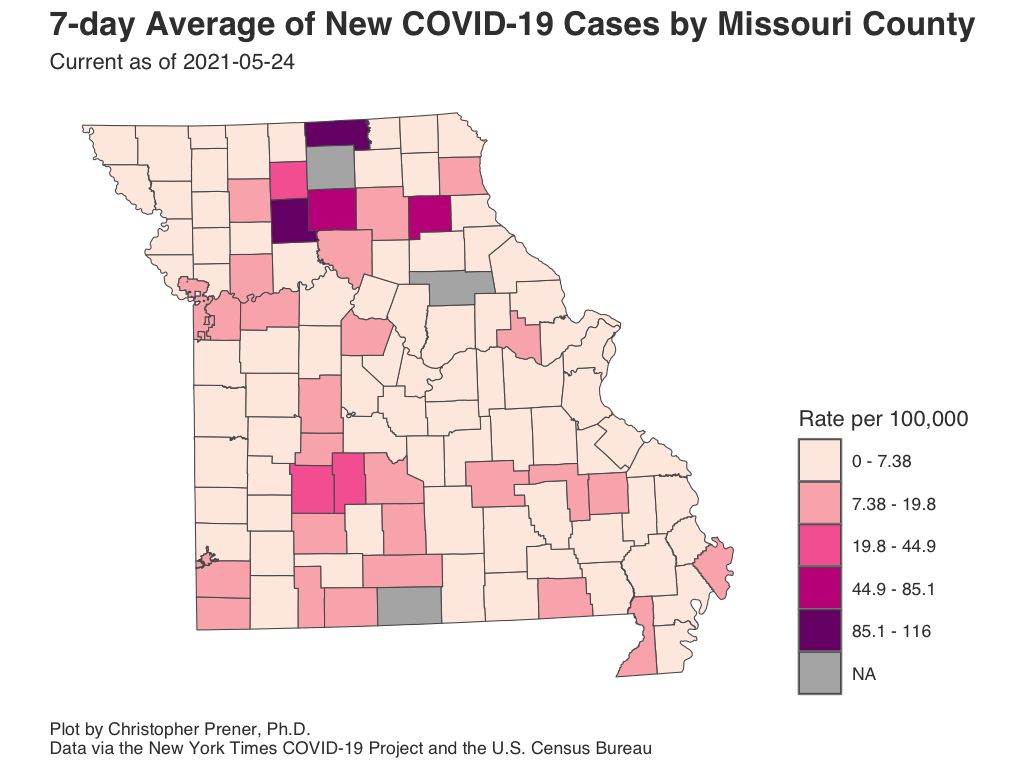 7-day Average of New COVID-19 Cases by Missouri County
Current as of 2021-05-24
Rate per 100,000
0 - 7.38
7.38 - 19.8
19.8 - 44.9
44.9 - 85.1
85.1 - 116
NA
Plot by Christopher Prener, Ph.D.
Data via the New York Times COVID-19 Project and the U.S. Census Bureau